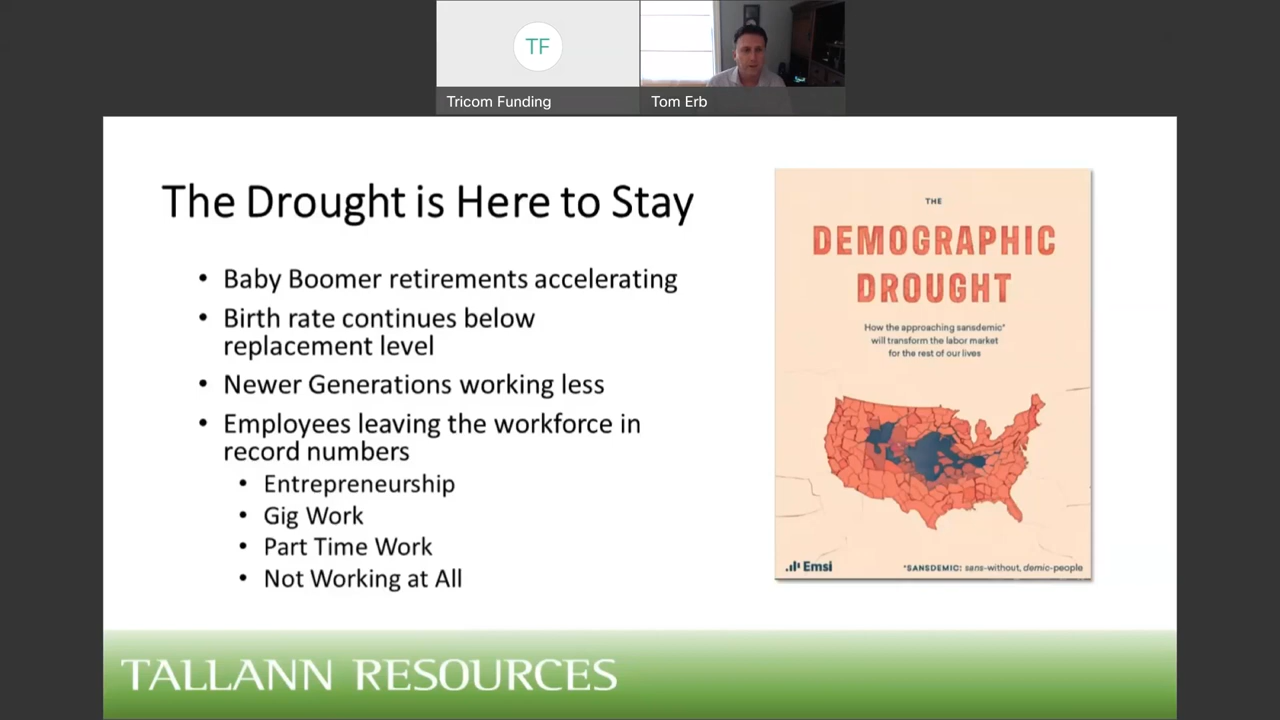 TF
Tricom Funding
Tom Erb
The Drought is Here to Stay
• Baby Boomer retirements accelerating
• Birth rate continues below
replacement level
• Newer Generations working less
• Employees leaving the workforce in
record numbers
• Entrepreneurship
• Gig Work
• Part Time Work
• Not Working at All
THE
DEMOGRAPHIC
DROUGHT
How the approaching sansdemic*
will transform the labor market
for the rest of our lives
Emsi
*SANSDEMIC: sans-without, demic-people
TALLANN RESOURCES